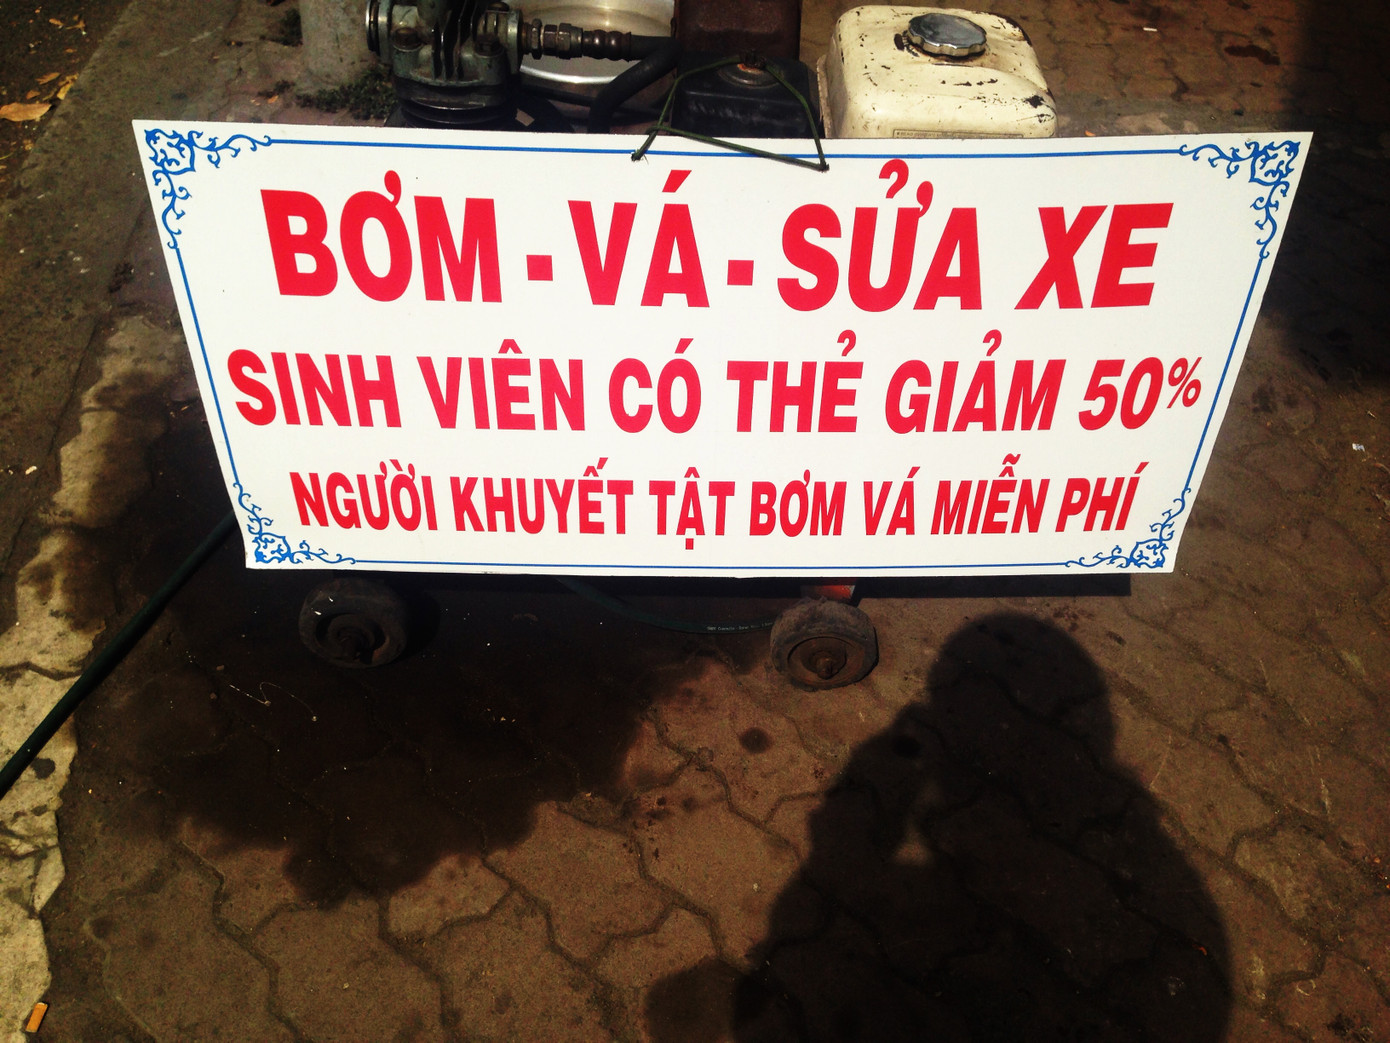 BƠM - VÁ - SỬA XE
SINH VIÊN CÓ THẺ GIẢM 50%
NGƯỜI KHUYẾT TẬT BƠM VÁ MIỄN PHÍ